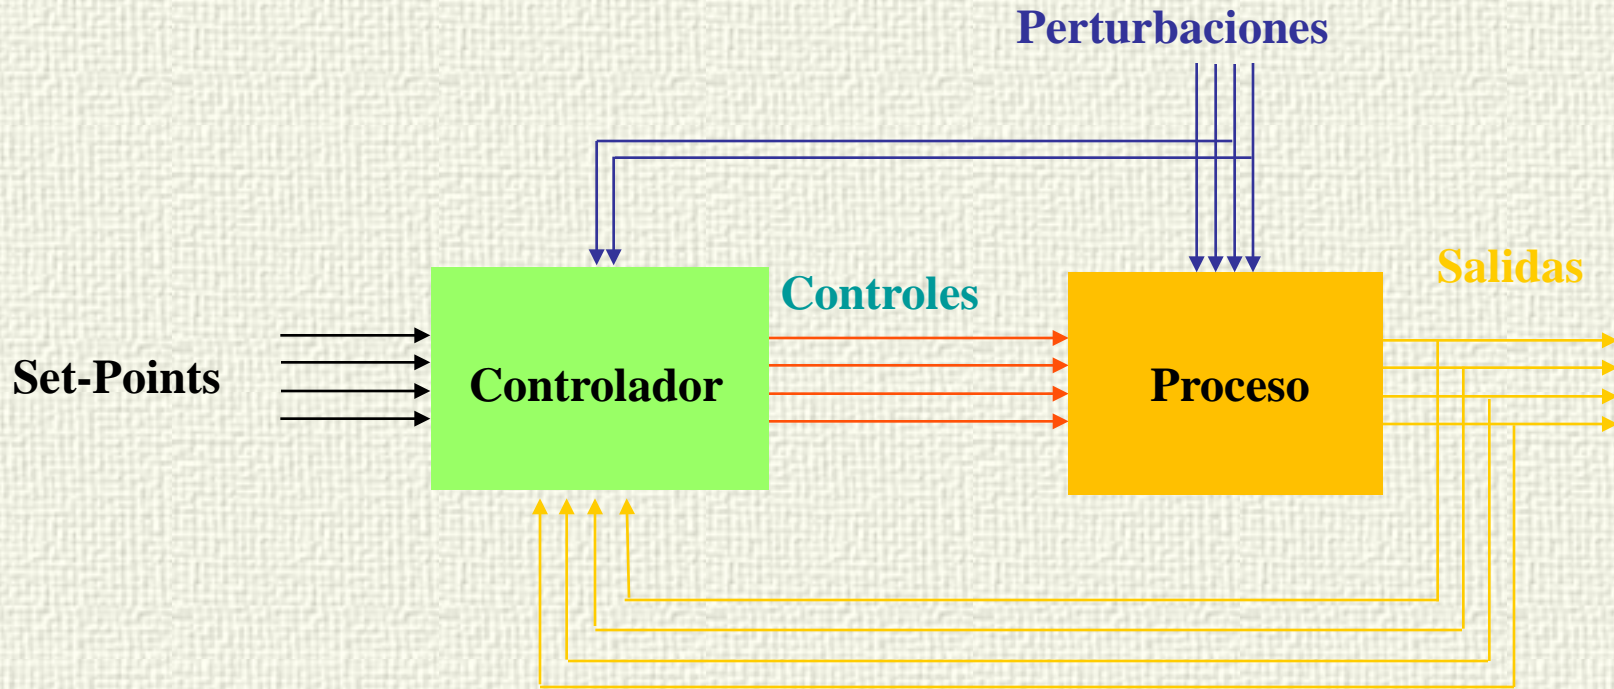 Perturbaciones
Salidas
Controles
Set-Points
Controlador
Proceso